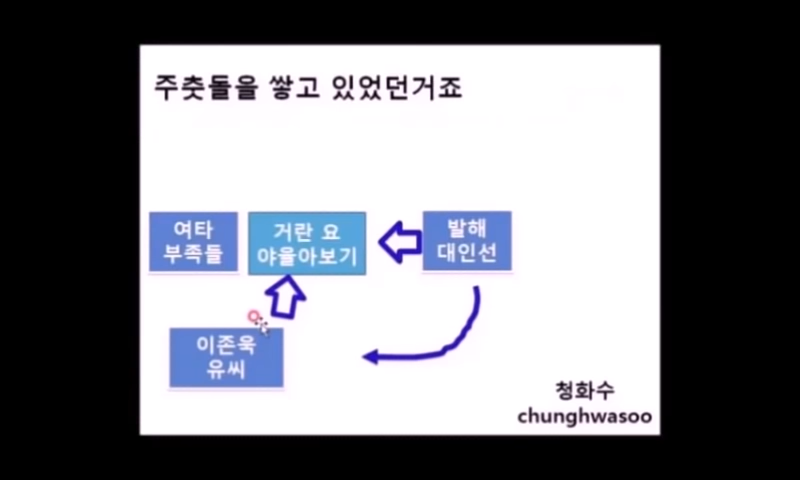 주춧돌을 쌓고 있었던거죠
여타
부족들
거란 요
야율아보기
발해
대인선
이존욱
유씨
청화수
chunghwasoo